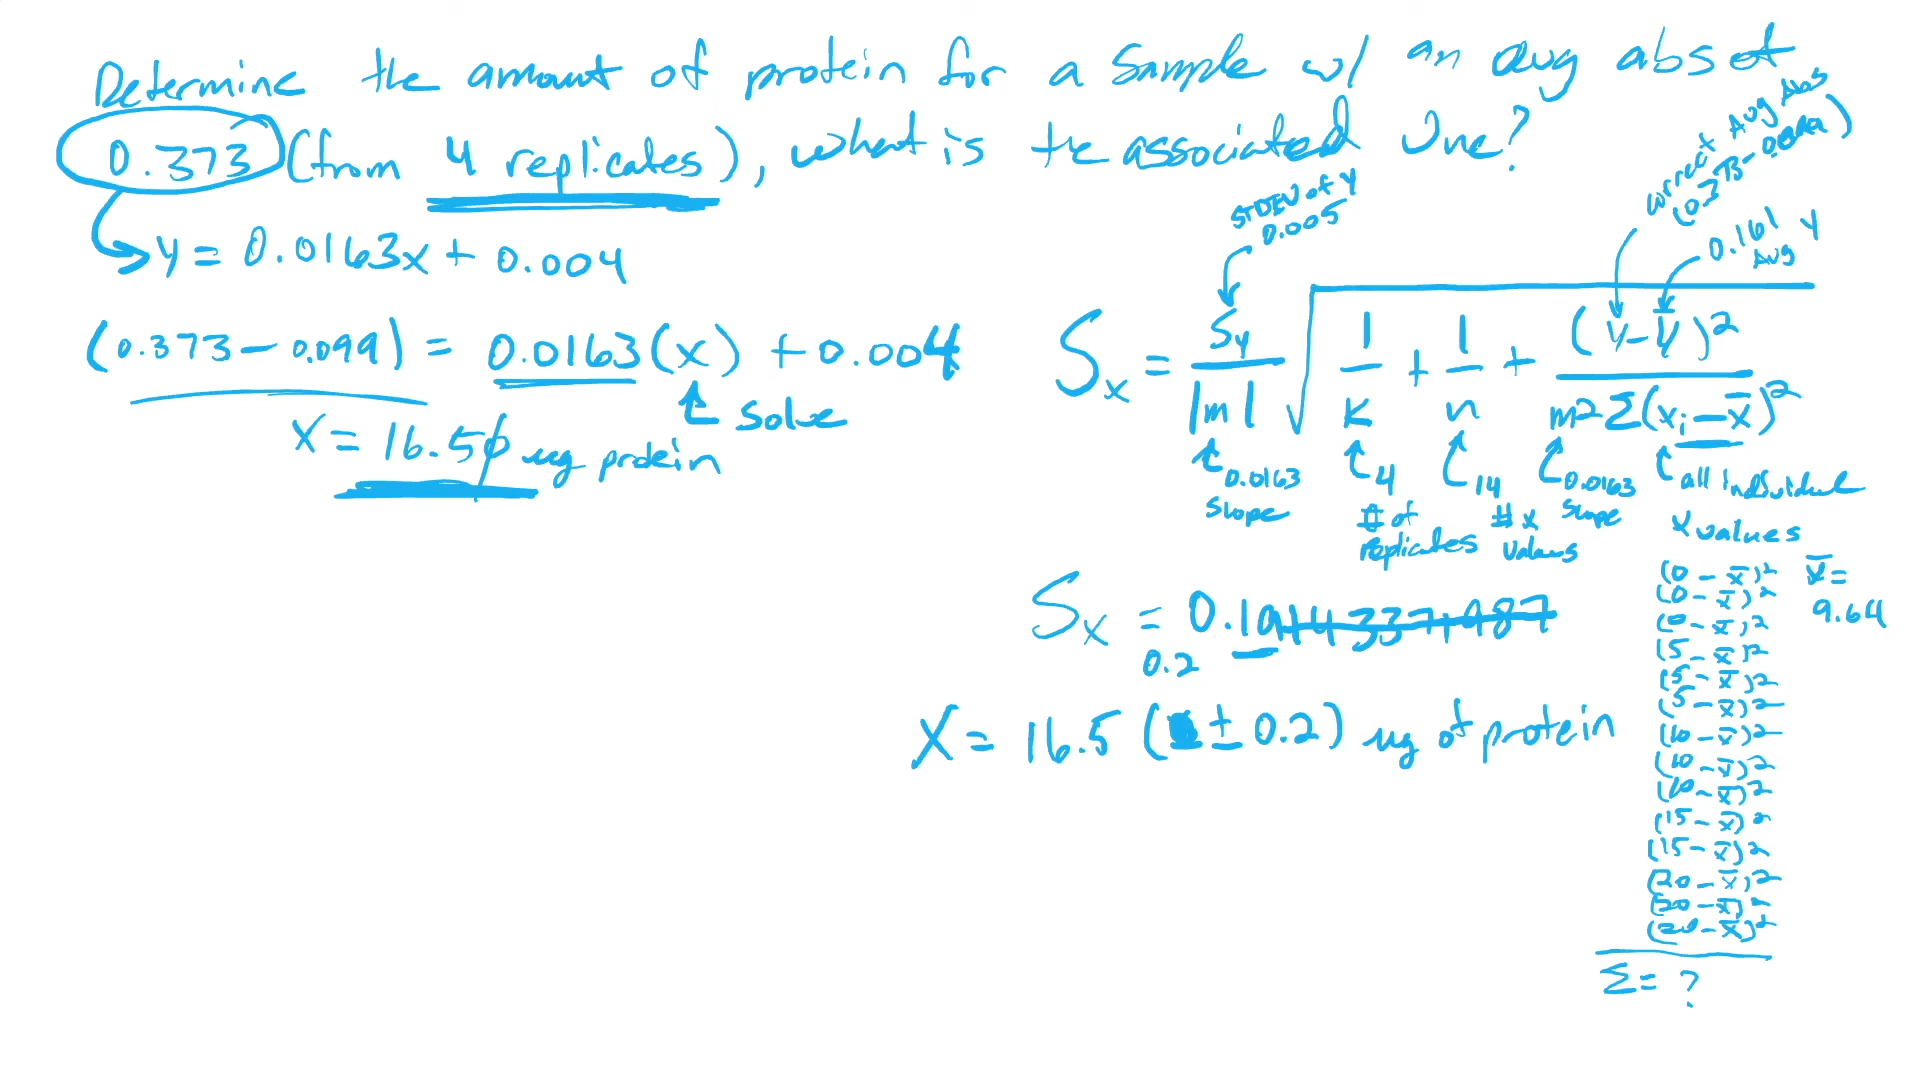 Determine the amount of protein for a sample w/ an avg abs of
0.373 (from 4 replicates), what is the associated Unc?
y = 0.0163x + 0.004
(0.373 - 0.099) = 0.0163(x) + 0.004
Solve
x = 16.5 ug protein
STDEV of y
0.005
correct Avg Abs
(0.373 - 0.099)
0.161 Avg y
Sx = Sy/|m| √ 1/k + 1/n + (y - ȳ)²/m²Σ(xi - x̄)²
0.0163
slope
4
# of
replicates
14
# x
values
0.0163
slope
all individual
x values
(0 - x̄)²
(0 - x̄)²
(0 - x̄)²
(5 - x̄)²
(5 - x̄)²
(5 - x̄)²
(10 - x̄)²
(10 - x̄)²
(10 - x̄)²
(15 - x̄)²
(15 - x̄)²
(20 - x̄)²
(20 - x̄)²
(20 - x̄)²
Σ = ?
x̄ =
9.64
Sx = 0.19
0.2
x = 16.5 (± 0.2) ug of protein